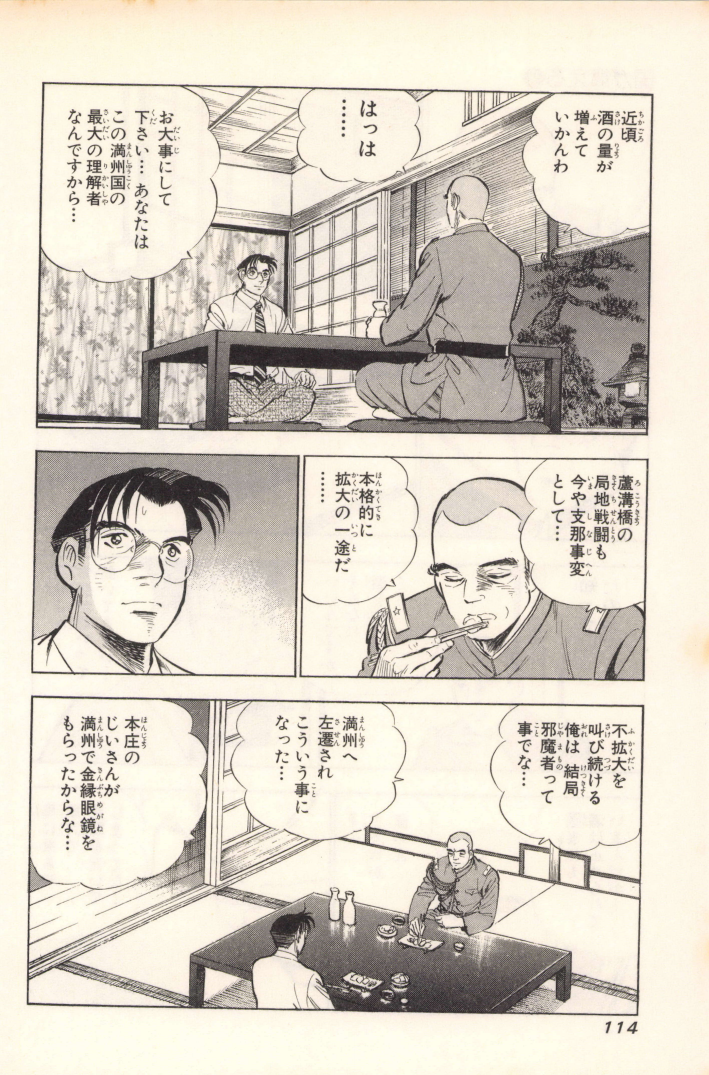 近頃
酒の量が
増えて
いかんわ
はっは
……
お大事にして
下さい… あなたは
この満州国の
最大の理解者
なんですから…
蘆溝橋の
局地戦闘も
今や支那事変
として…
本格的に
拡大の一途だ
……
不拡大を
叫び続ける
俺は 結局
邪魔者って
事でな…
満州へ
左遷され
こういう事に
なった…
本庄の
じいさんが
満州で金縁眼鏡を
もらったからな…
114